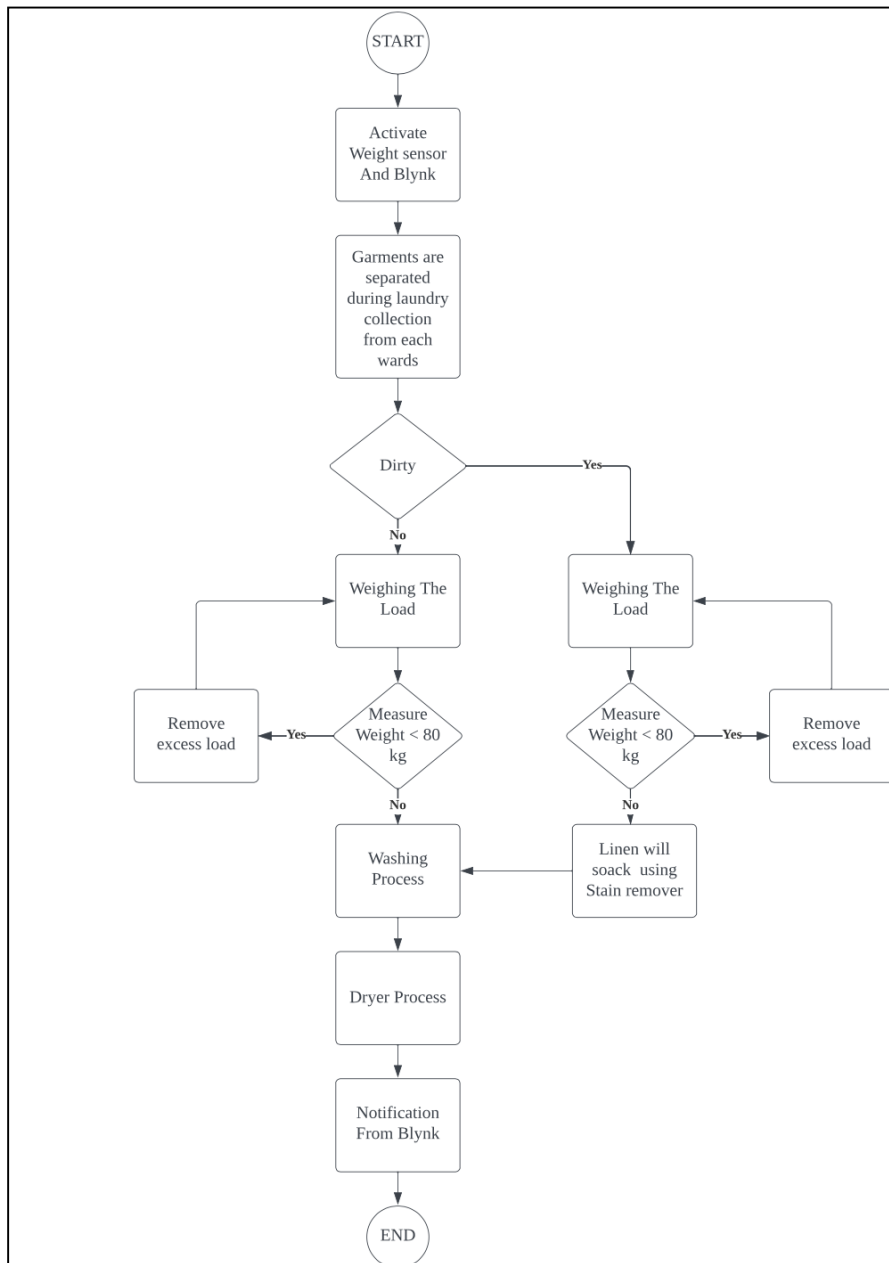 START
Activate
Weight sensor
And Blynk
Garments are
separated
during laundry
collection
from each
wards
Dirty
Yes
No
Weighing The
Load
Weighing The
Load
Remove
excess load
Yes
Measure
Weight < 80
kg
Measure
Weight < 80
kg
Yes
Remove
excess load
No
No
Washing
Process
Linen will
soack using
Stain remover
Dryer Process
Notification
From Blynk
END